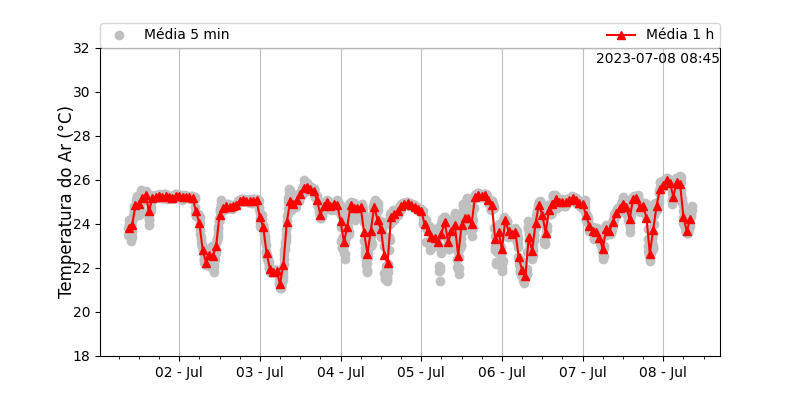 Média 5 min
Média 1 h
2023-07-08 08:45
Temperatura do Ar (°C)
32
30
28
26
24
22
20
18
02 - Jul
03 - Jul
04 - Jul
05 - Jul
06 - Jul
07 - Jul
08 - Jul